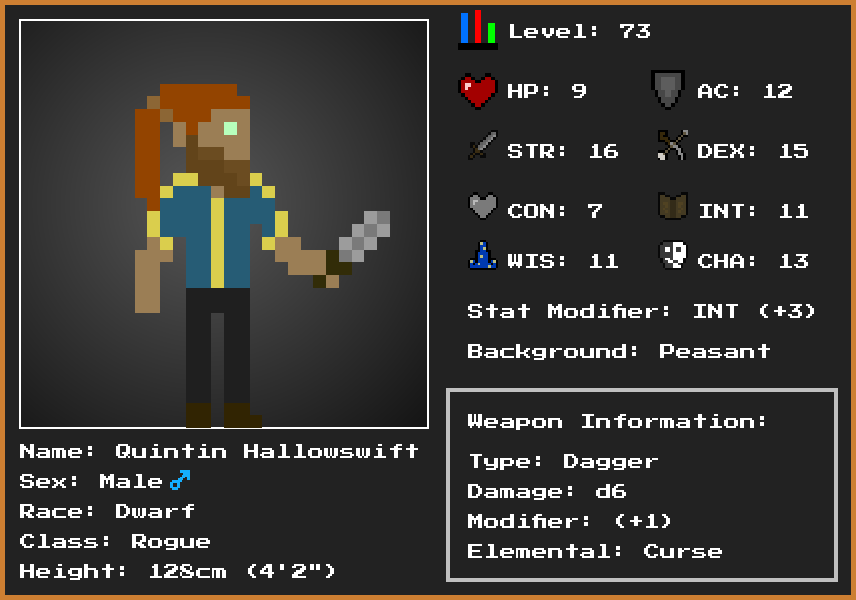 Level: 73
HP: 9 AC: 12
STR: 16 DEX: 15
CON: 7 INT: 11
WIS: 11 CHA: 13
Stat Modifier: INT (+3)
Background: Peasant
Weapon Information:
Type: Dagger
Damage: d6
Modifier: (+1)
Elemental: Curse
Name: Quintin Hallowswift
Sex: Male♂
Race: Dwarf
Class: Rogue
Height: 128cm (4'2")